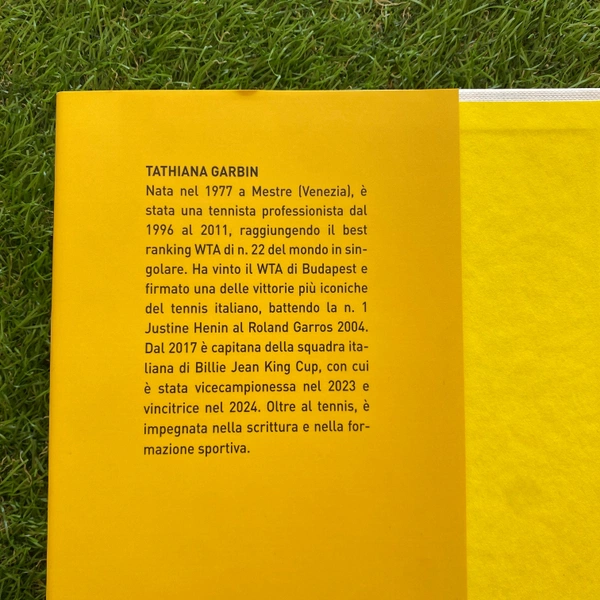 TATHIANA GARBIN
Nata nel 1977 a Mestre (Venezia), è
stata una tennista professionista dal
1996 al 2011, raggiungendo il best
ranking WTA di n. 22 del mondo in sin-
golare. Ha vinto il WTA di Budapest e
firmato una delle vittorie più iconiche
del tennis italiano, battendo la n. 1
Justine Henin al Roland Garros 2004.
Dal 2017 è capitana della squadra ita-
liana di Billie Jean King Cup, con cui
è stata vicecampionessa nel 2023 e
vincitrice nel 2024. Oltre al tennis, è
impegnata nella scrittura e nella for-
mazione sportiva.